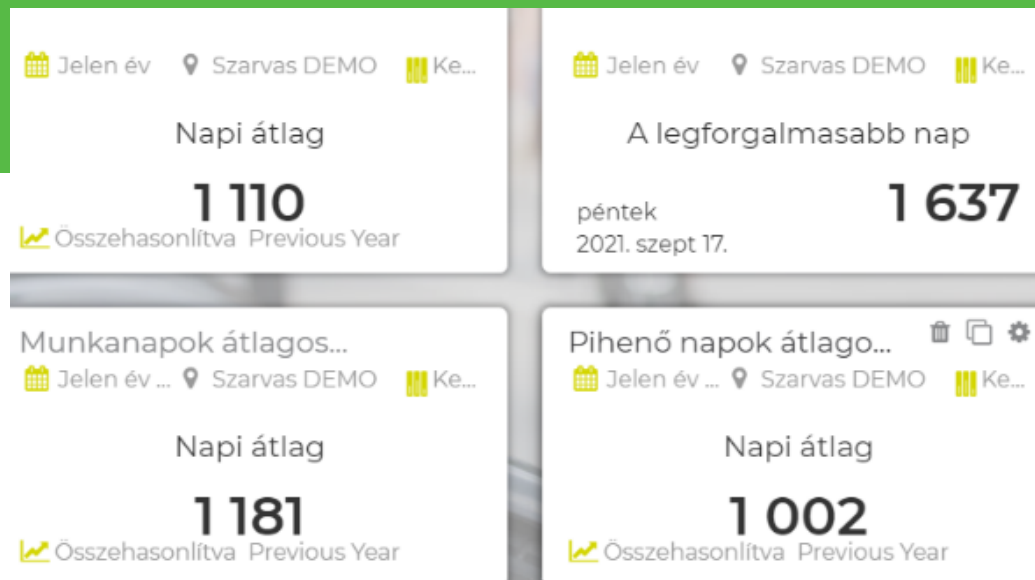 Jelen év Szarvas DEMO Ke...
Napi átlag
1 110
Összehasonlítva Previous Year
Jelen év Szarvas DEMO Ke...
A legforgalmasabb nap
péntek 1 637
2021. szept 17.
Munkanapok átlagos...
Jelen év ... Szarvas DEMO Ke...
Napi átlag
1 181
Összehasonlítva Previous Year
Pihenő napok átlago...
Jelen év ... Szarvas DEMO Ke...
Napi átlag
1 002
Összehasonlítva Previous Year